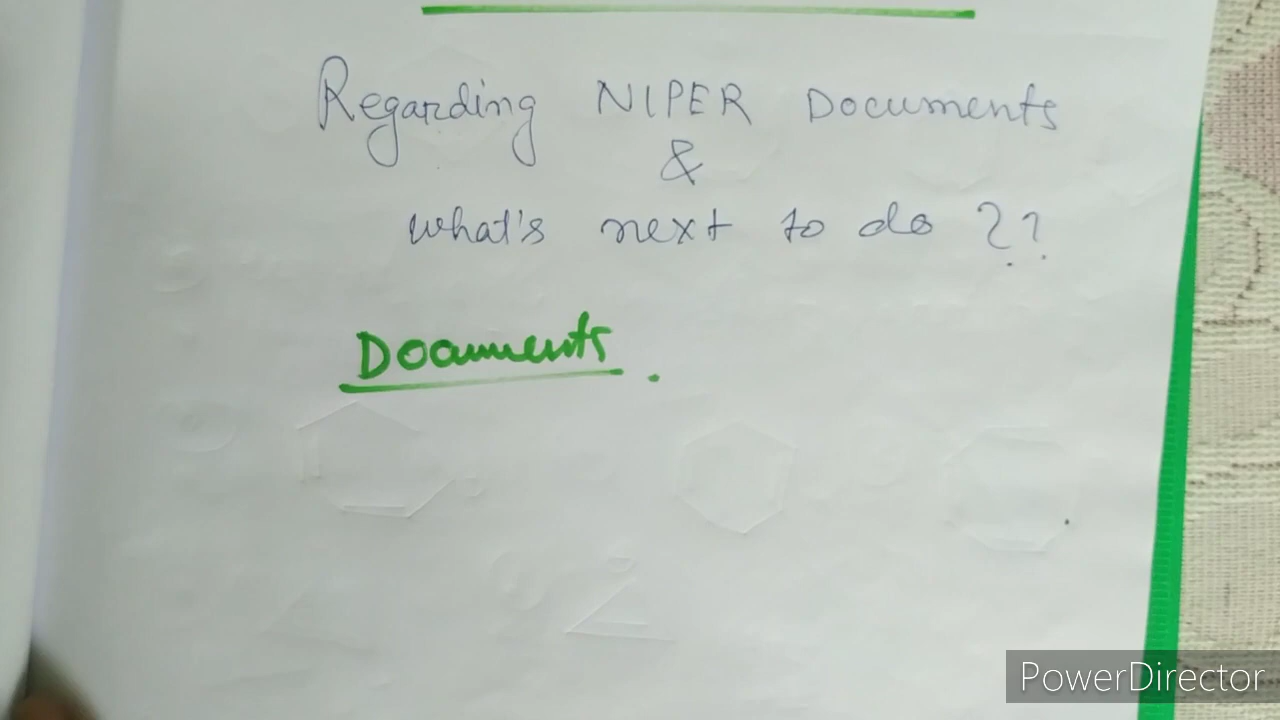 Regarding NIPER Documents
&
what's next to do ??
Documents.
PowerDirector